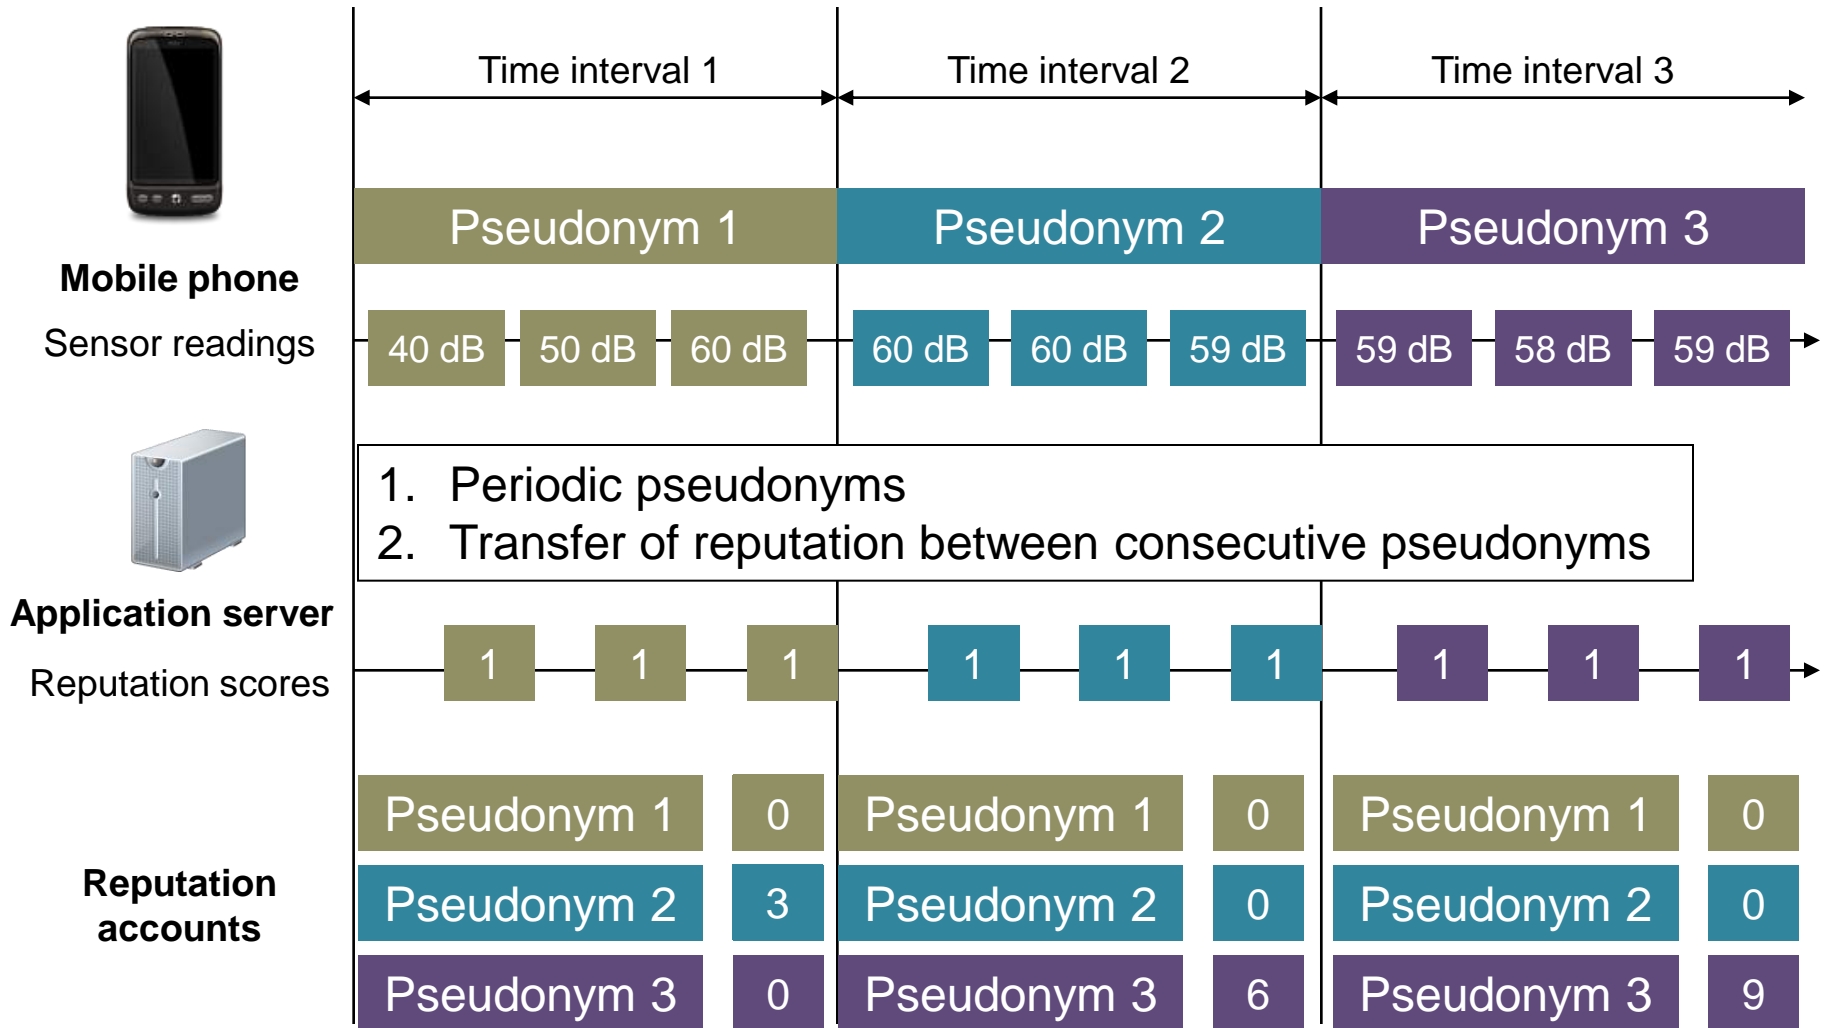 Time interval 1 Time interval 2 Time interval 3
Pseudonym 1 Pseudonym 2 Pseudonym 3
Mobile phone
Sensor readings 40 dB 50 dB 60 dB 60 dB 60 dB 59 dB 59 dB 58 dB 59 dB
1. Periodic pseudonyms
2. Transfer of reputation between consecutive pseudonyms
Application server
Reputation scores 1 1 1 1 1 1 1 1 1
Pseudonym 1 0 Pseudonym 1 0 Pseudonym 1 0
Reputation
accounts
Pseudonym 2 3 Pseudonym 2 0 Pseudonym 2 0
Pseudonym 3 0 Pseudonym 3 6 Pseudonym 3 9